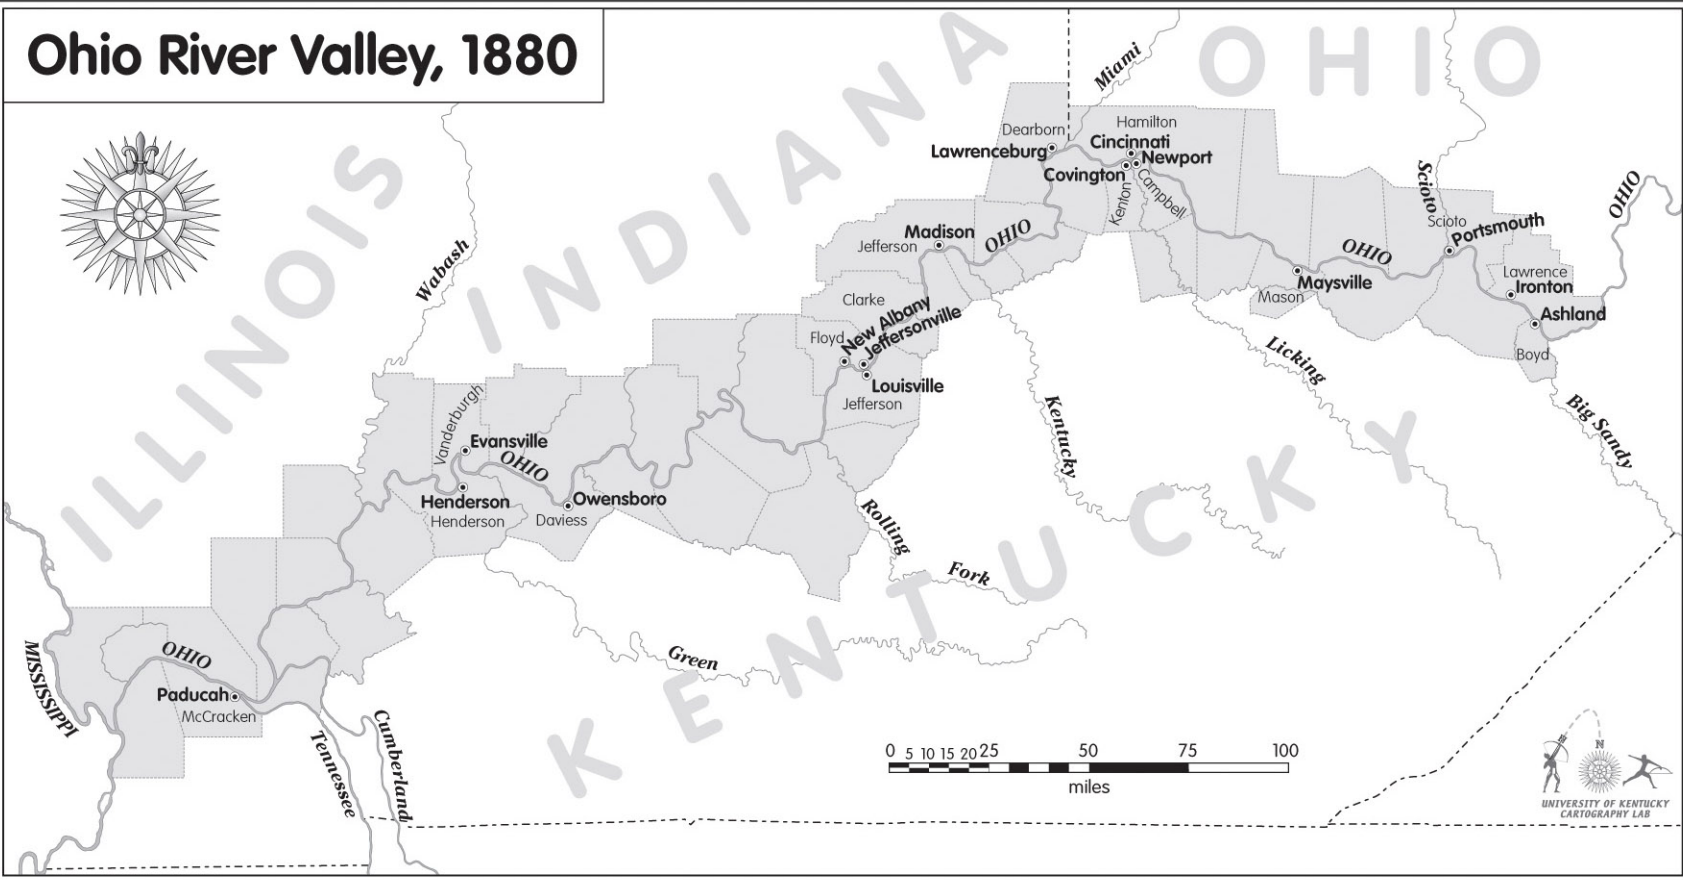 Ohio River Valley, 1880
OHIO
INDIANA
ILLINOIS
KENTUCKY
Miami
Wabash
Scioto
OHIO
Dearborn
Lawrenceburg
Hamilton
Cincinnati
Newport
Covington
Kenton
Campbell
Madison
Jefferson
OHIO
OHIO
Scioto
Portsmouth
Maysville
Mason
Lawrence
Ironton
Ashland
Boyd
Clarke
Floyd
New Albany
Jeffersonville
Louisville
Jefferson
Licking
Kentucky
Big Sandy
Vanderburgh
Evansville
OHIO
Henderson
Henderson
Owensboro
Daviess
Rolling
Fork
Green
MISSISSIPPI
OHIO
Paducah
McCracken
Tennessee
Cumberland
0 5 10 15 20 25 50 75 100
miles
N
UNIVERSITY OF KENTUCKY
CARTOGRAPHY LAB